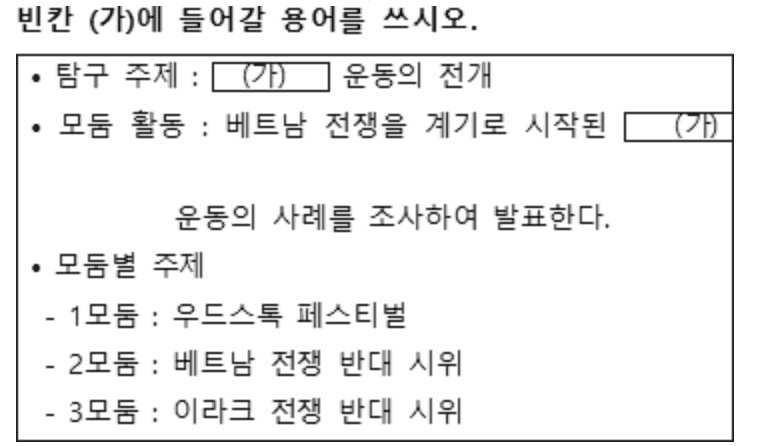 빈칸 (가)에 들어갈 용어를 쓰시오.
• 탐구 주제 : (가) 운동의 전개
• 모둠 활동 : 베트남 전쟁을 계기로 시작된 (가)
운동의 사례를 조사하여 발표한다.
• 모둠별 주제
- 1모둠 : 우드스톡 페스티벌
- 2모둠 : 베트남 전쟁 반대 시위
- 3모둠 : 이라크 전쟁 반대 시위